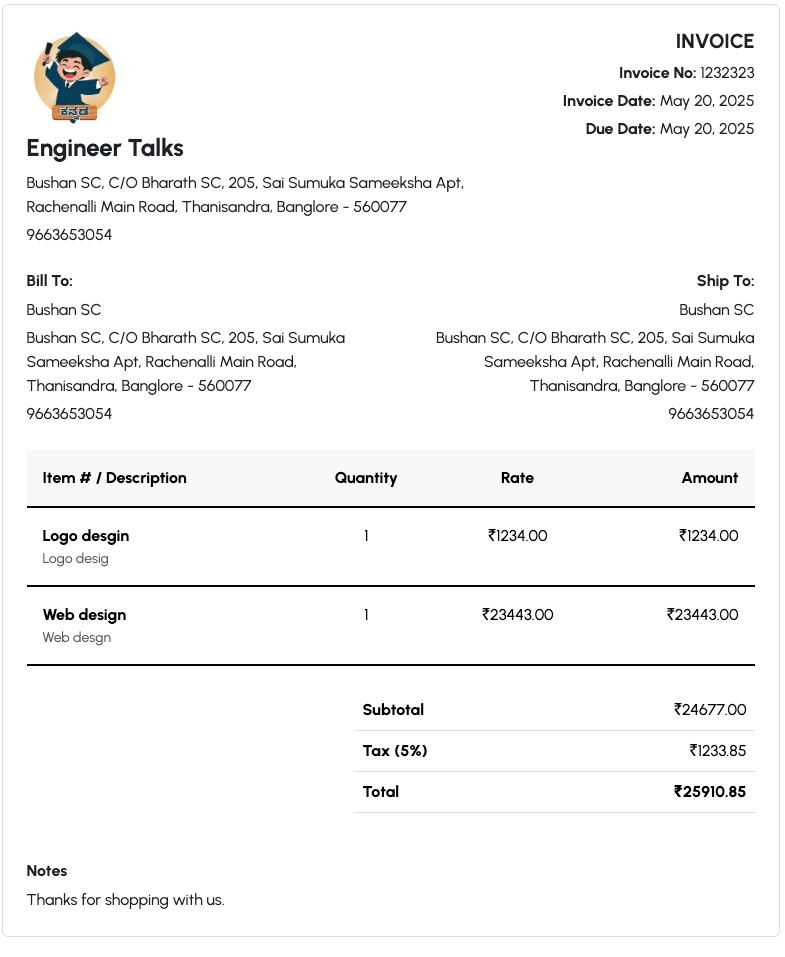 ಕನ್ನಡ
INVOICE
Invoice No: 1232323
Invoice Date: May 20, 2025
Due Date: May 20, 2025
Engineer Talks
Bushan SC, C/O Bharath SC, 205, Sai Sumuka Sameeksha Apt,
Rachenalli Main Road, Thanisandra, Banglore - 560077
9663653054
Bill To:
Bushan SC
Bushan SC, C/O Bharath SC, 205, Sai Sumuka
Sameeksha Apt, Rachenalli Main Road,
Thanisandra, Banglore - 560077
9663653054
Ship To:
Bushan SC
Bushan SC, C/O Bharath SC, 205, Sai Sumuka
Sameeksha Apt, Rachenalli Main Road,
Thanisandra, Banglore - 560077
9663653054
Item # / Description Quantity Rate Amount
Logo desgin 1 ₹1234.00 ₹1234.00
Logo desig
Web design 1 ₹23443.00 ₹23443.00
Web desgn
Subtotal ₹24677.00
Tax (5%) ₹1233.85
Total ₹25910.85
Notes
Thanks for shopping with us.